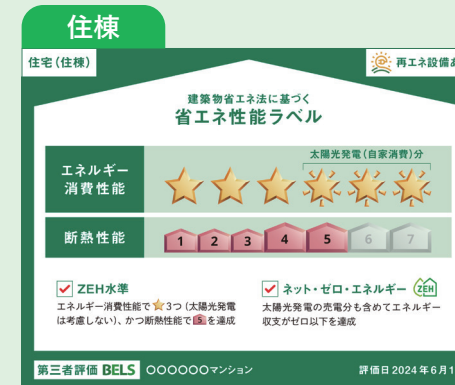 住棟
住宅(住棟)
再エネ設備あ
建築物省エネ法に基づく
省エネ性能ラベル
太陽光発電(自家消費)分
エネルギー
消費性能
断熱性能
1 2 3 4 5 6 7
ZEH水準
エネルギー消費性能で⭐3つ(太陽光発電
は考慮しない)、かつ断熱性能で5を達成
ネット・ゼロ・エネルギー ZEH
太陽光発電の売電分も含めてエネルギー
収支がゼロ以下を達成
第三者評価 BELS 〇〇〇〇〇〇マンション
評価日2024年6月1